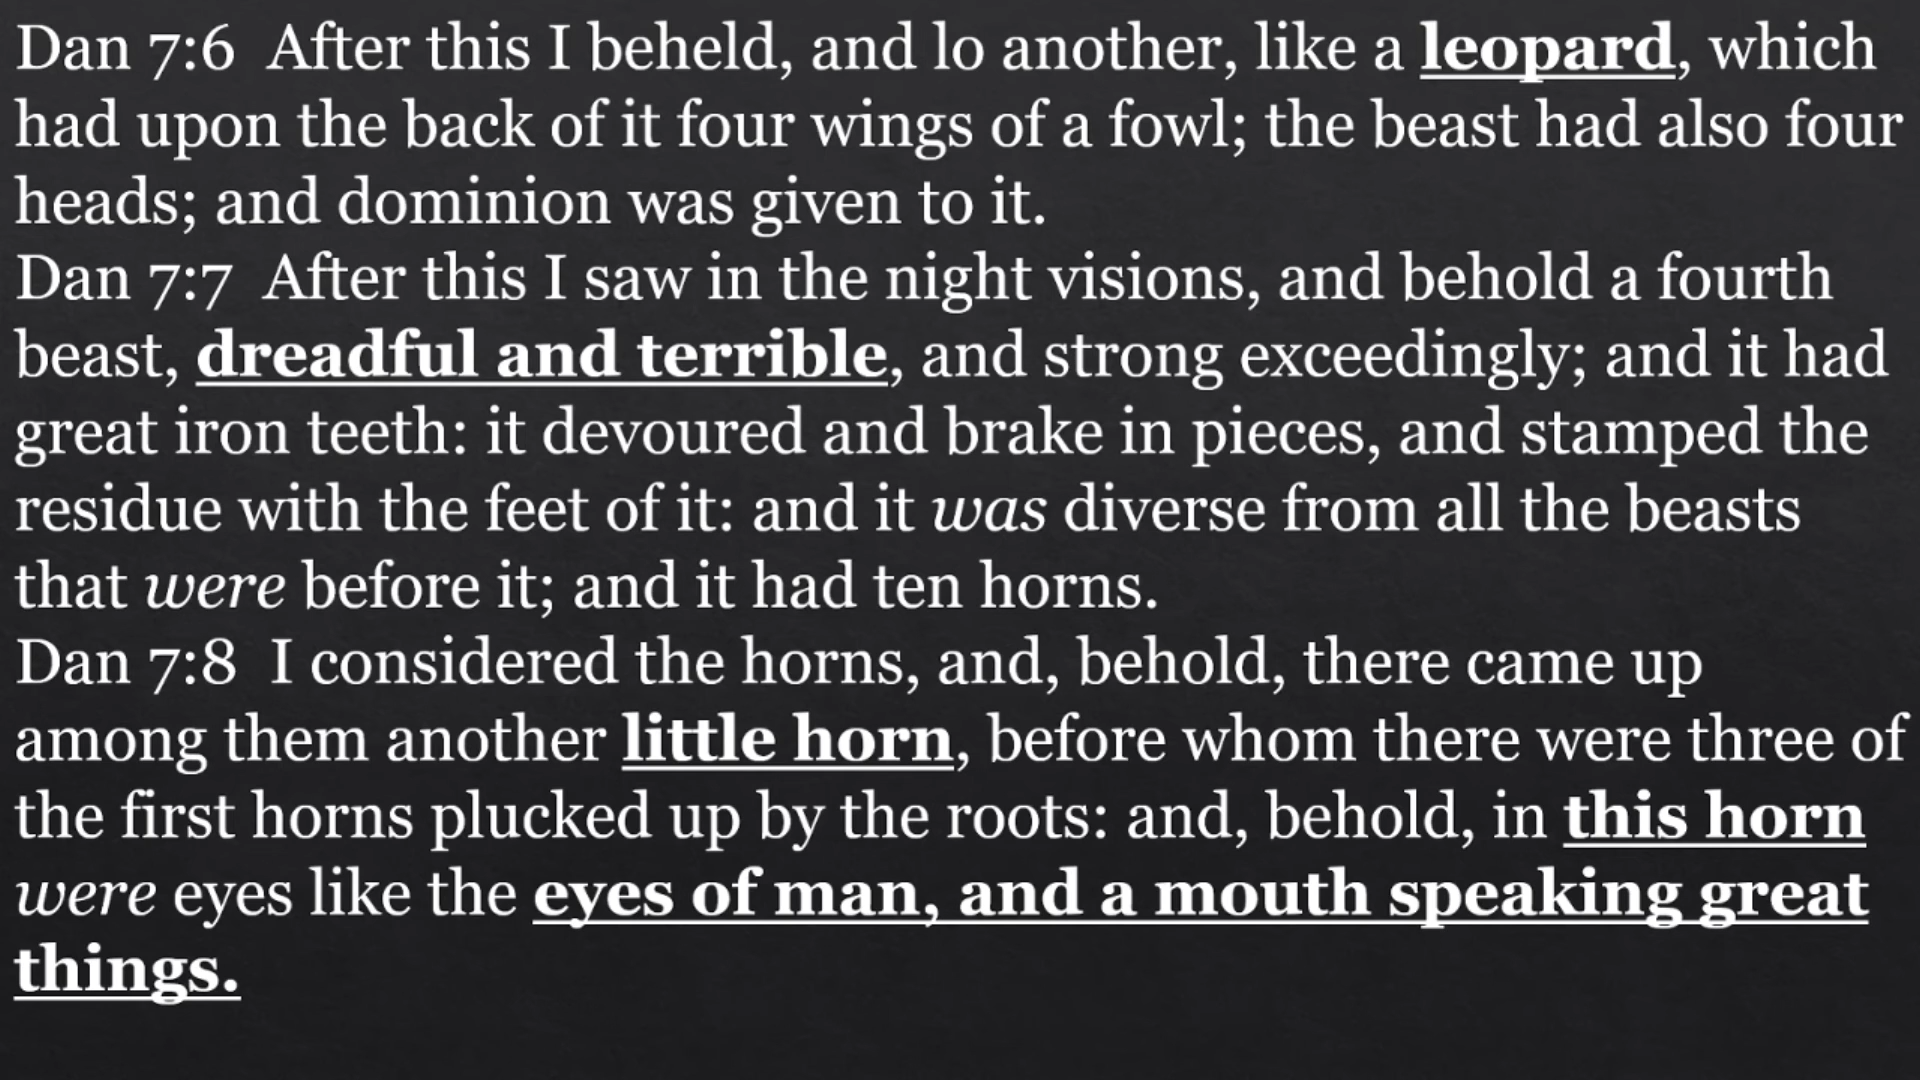 Dan 7:6  After this I beheld, and lo another, like a leopard, which
had upon the back of it four wings of a fowl; the beast had also four
heads; and dominion was given to it.
Dan 7:7  After this I saw in the night visions, and behold a fourth
beast, dreadful and terrible, and strong exceedingly; and it had
great iron teeth: it devoured and brake in pieces, and stamped the
residue with the feet of it: and it was diverse from all the beasts
that were before it; and it had ten horns.
Dan 7:8  I considered the horns, and, behold, there came up
among them another little horn, before whom there were three of
the first horns plucked up by the roots: and, behold, in this horn
were eyes like the eyes of man, and a mouth speaking great
things.